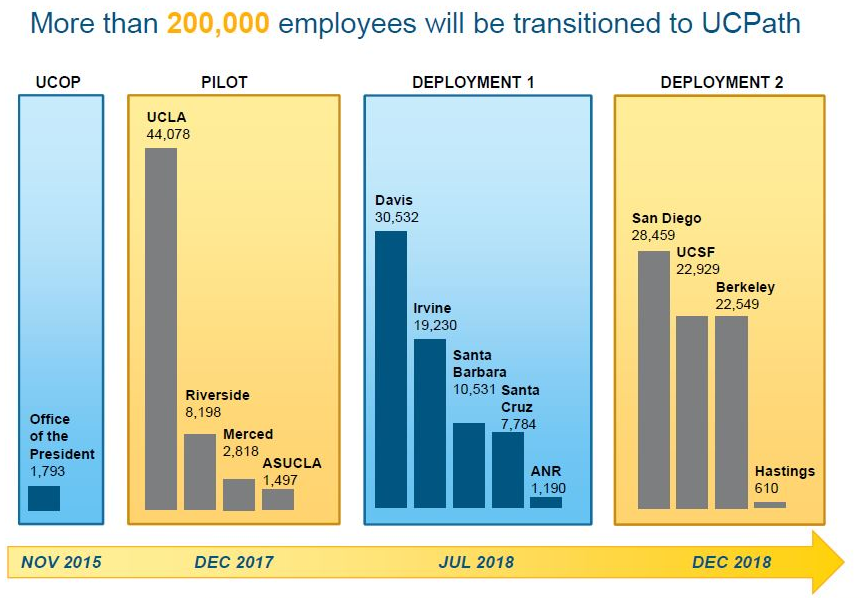 More than 200,000 employees will be transitioned to UCPath
UCOP
PILOT
DEPLOYMENT 1
DEPLOYMENT 2
Office
of the
President
1,793
UCLA
44,078
Riverside
8,198
Merced
2,818
ASUCLA
1,497
Davis
30,532
Irvine
19,230
Santa
Barbara
10,531
Santa
Cruz
7,784
ANR
1,190
San Diego
28,459
UCSF
22,929
Berkeley
22,549
Hastings
610
NOV 2015
DEC 2017
JUL 2018
DEC 2018